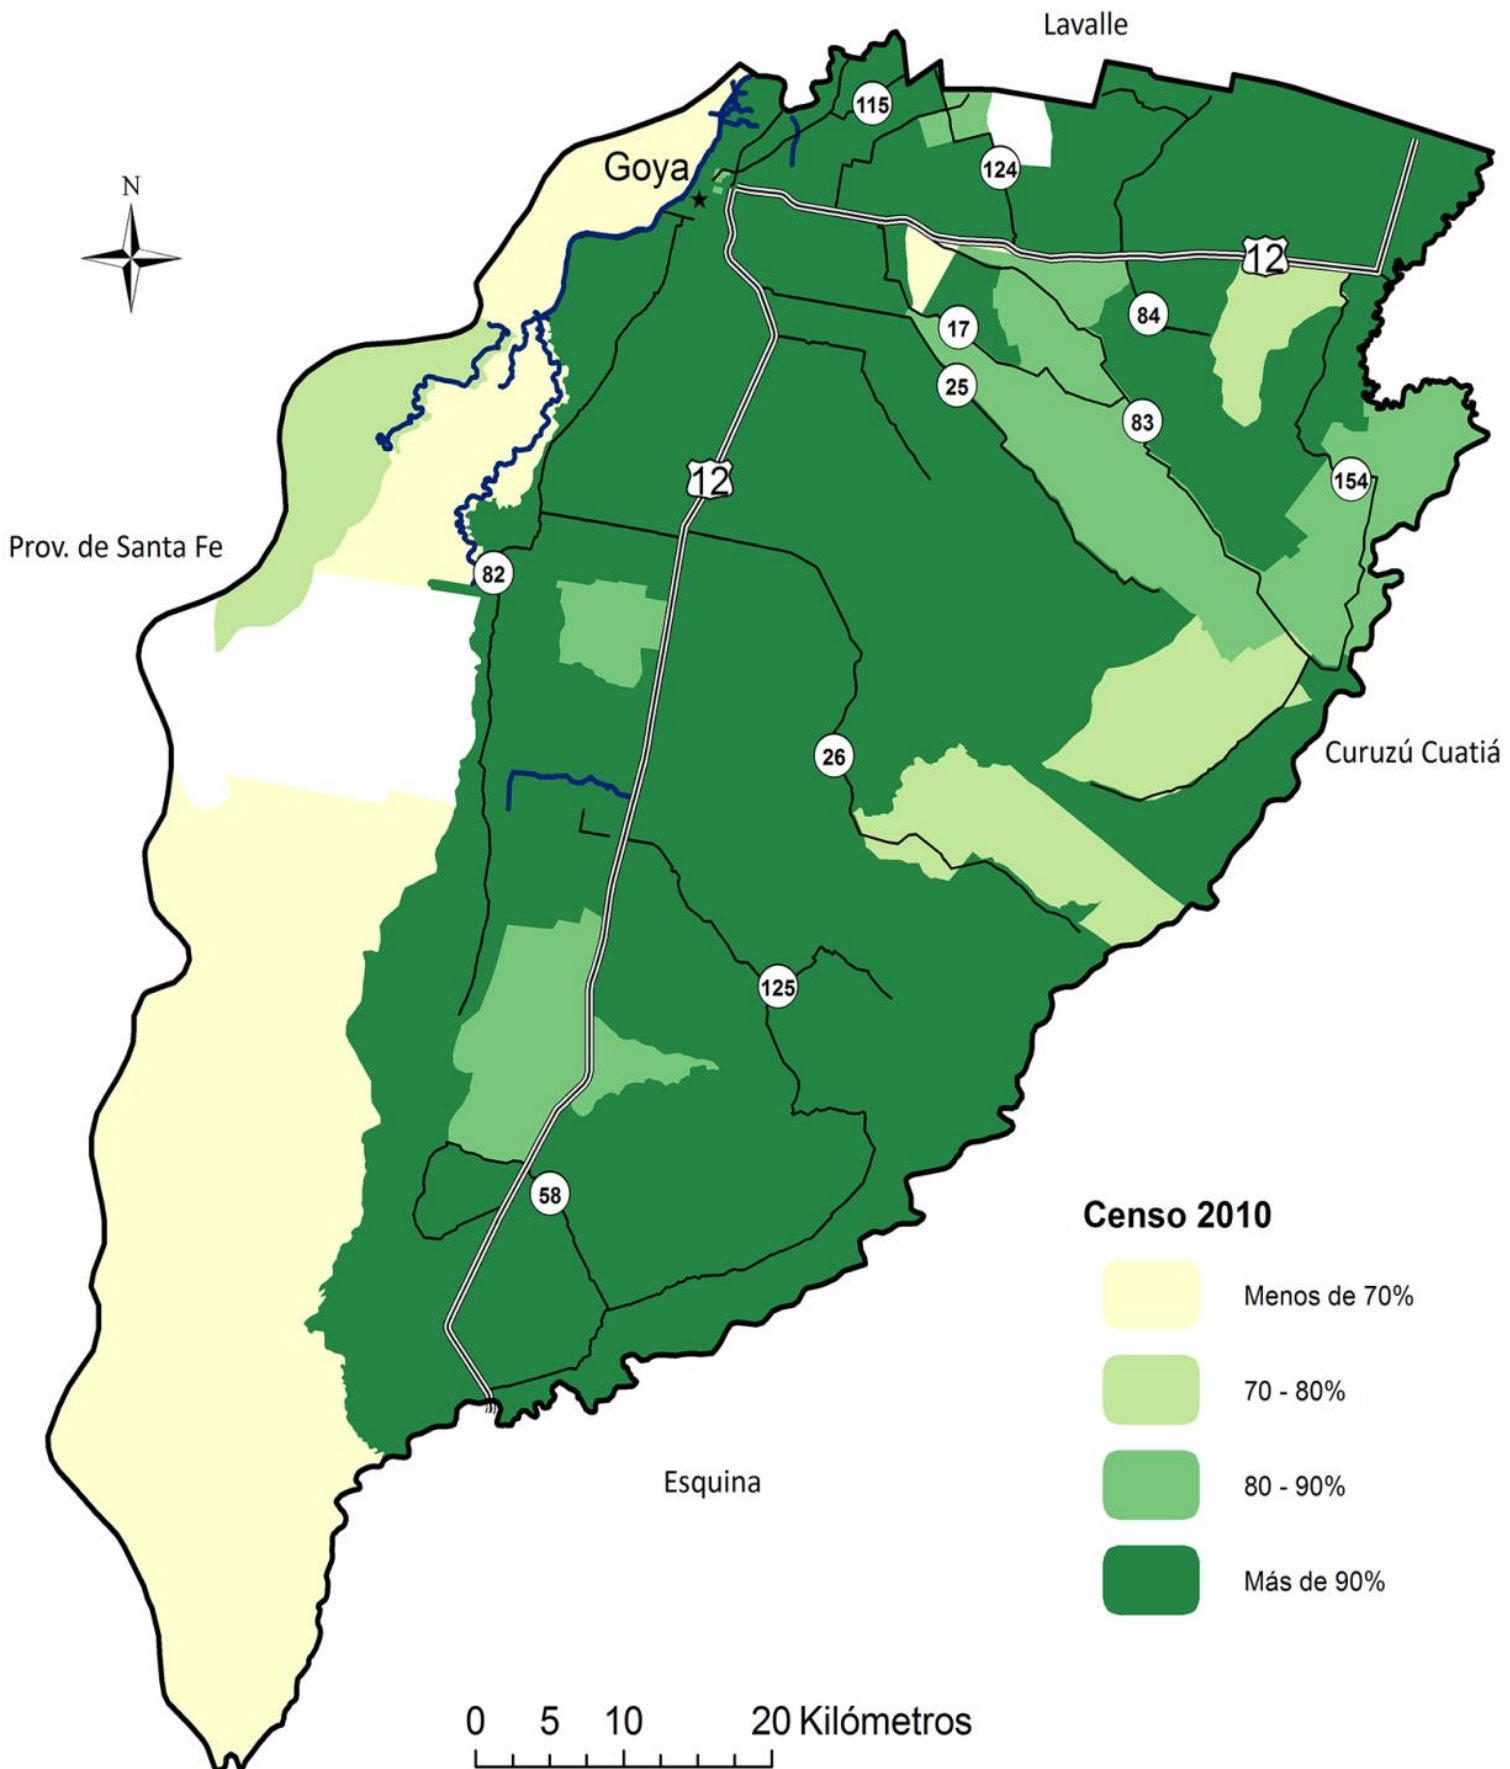 Lavalle
N
115
Goya
124
12
84
17
25
83
154
12
Prov. de Santa Fe
82
26
Curuzú Cuatiá
125
58
Censo 2010
Menos de 70%
70 - 80%
80 - 90%
Más de 90%
Esquina
0 5 10 20 Kilómetros